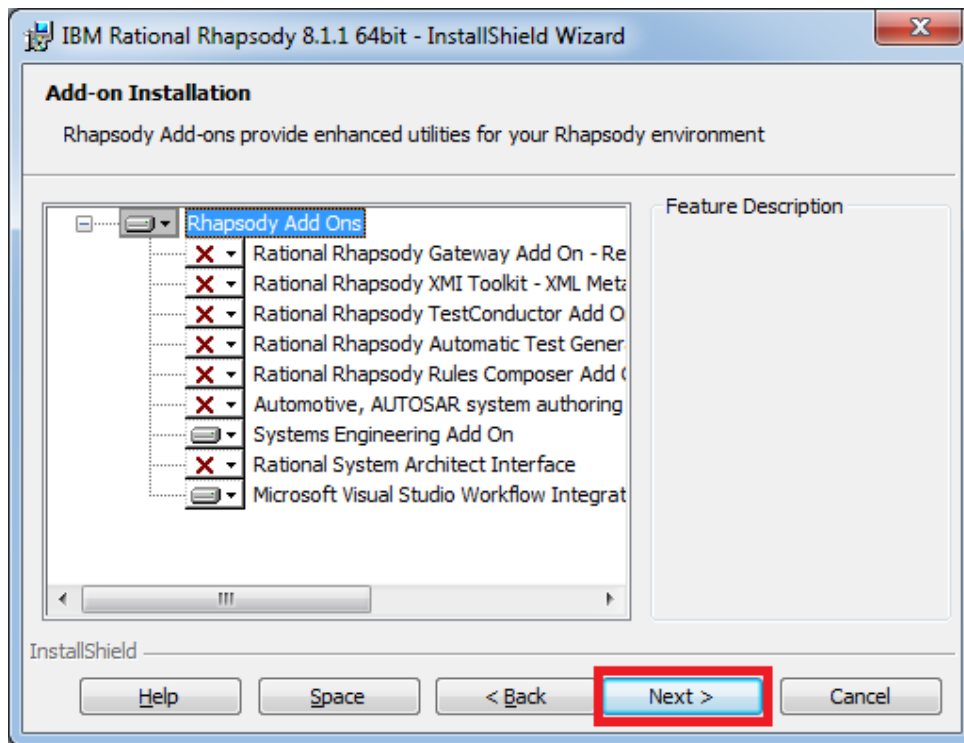 IBM Rational Rhapsody 8.1.1 64bit - InstallShield Wizard
Add-on Installation
Rhapsody Add-ons provide enhanced utilities for your Rhapsody environment
Rhapsody Add Ons
Rational Rhapsody Gateway Add On - Re
Rational Rhapsody XMI Toolkit - XML Meta
Rational Rhapsody TestConductor Add O
Rational Rhapsody Automatic Test Gener
Rational Rhapsody Rules Composer Add
Automotive, AUTOSAR system authoring
Systems Engineering Add On
Rational System Architect Interface
Microsoft Visual Studio Workflow Integrat
Feature Description
InstallShield
Help
Space
< Back
Next >
Cancel